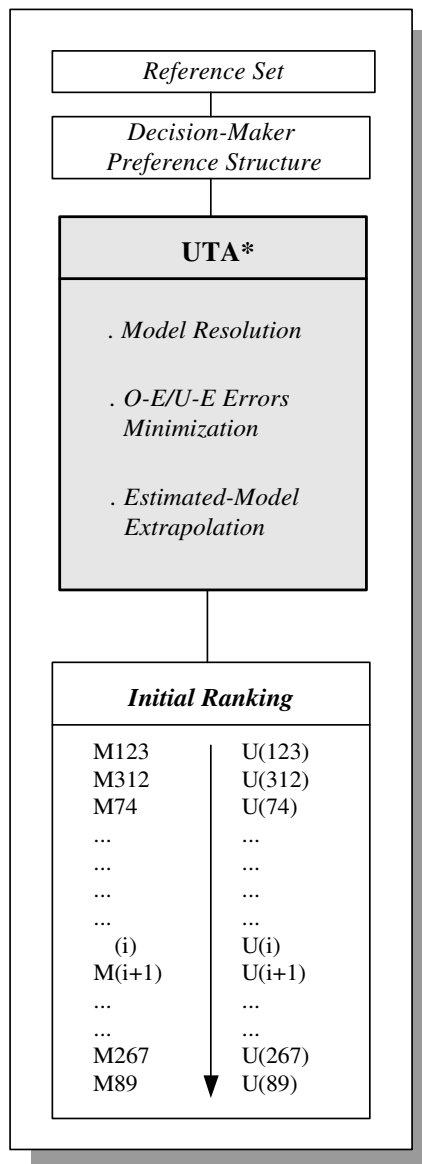 Reference Set
Decision-Maker
Preference Structure
UTA*
. Model Resolution
. O-E/U-E Errors
Minimization
. Estimated-Model
Extrapolation
Initial Ranking
M123 U(123)
M312 U(312)
M74 U(74)
... ...
... ...
... ...
... ...
(i) U(i)
M(i+1) U(i+1)
... ...
... ...
M267 U(267)
M89 U(89)